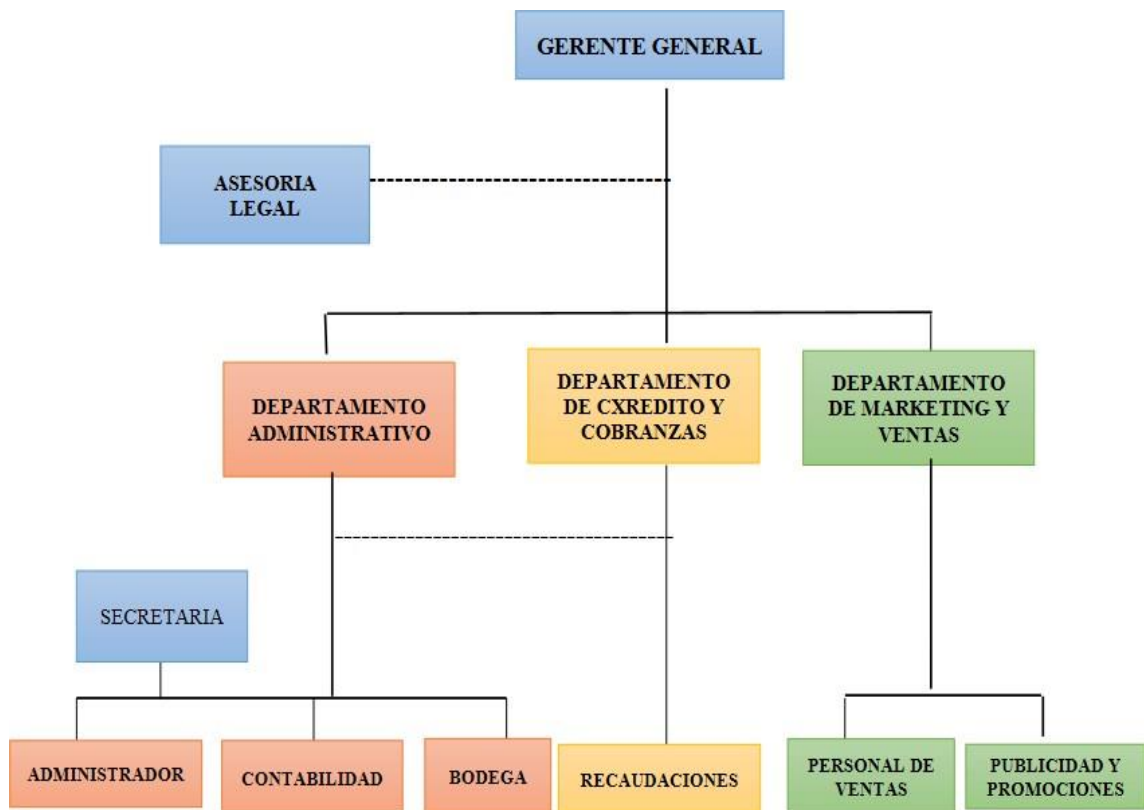 GERENTE GENERAL
ASESORIA
LEGAL
DEPARTAMENTO
ADMINISTRATIVO
DEPARTAMENTO
DE CXREDITO Y
COBRANZAS
DEPARTAMENTO
DE MARKETING Y
VENTAS
SECRETARIA
ADMINISTRADOR
CONTABILIDAD
BODEGA
RECAUDACIONES
PERSONAL DE
VENTAS
PUBLICIDAD Y
PROMOCIONES